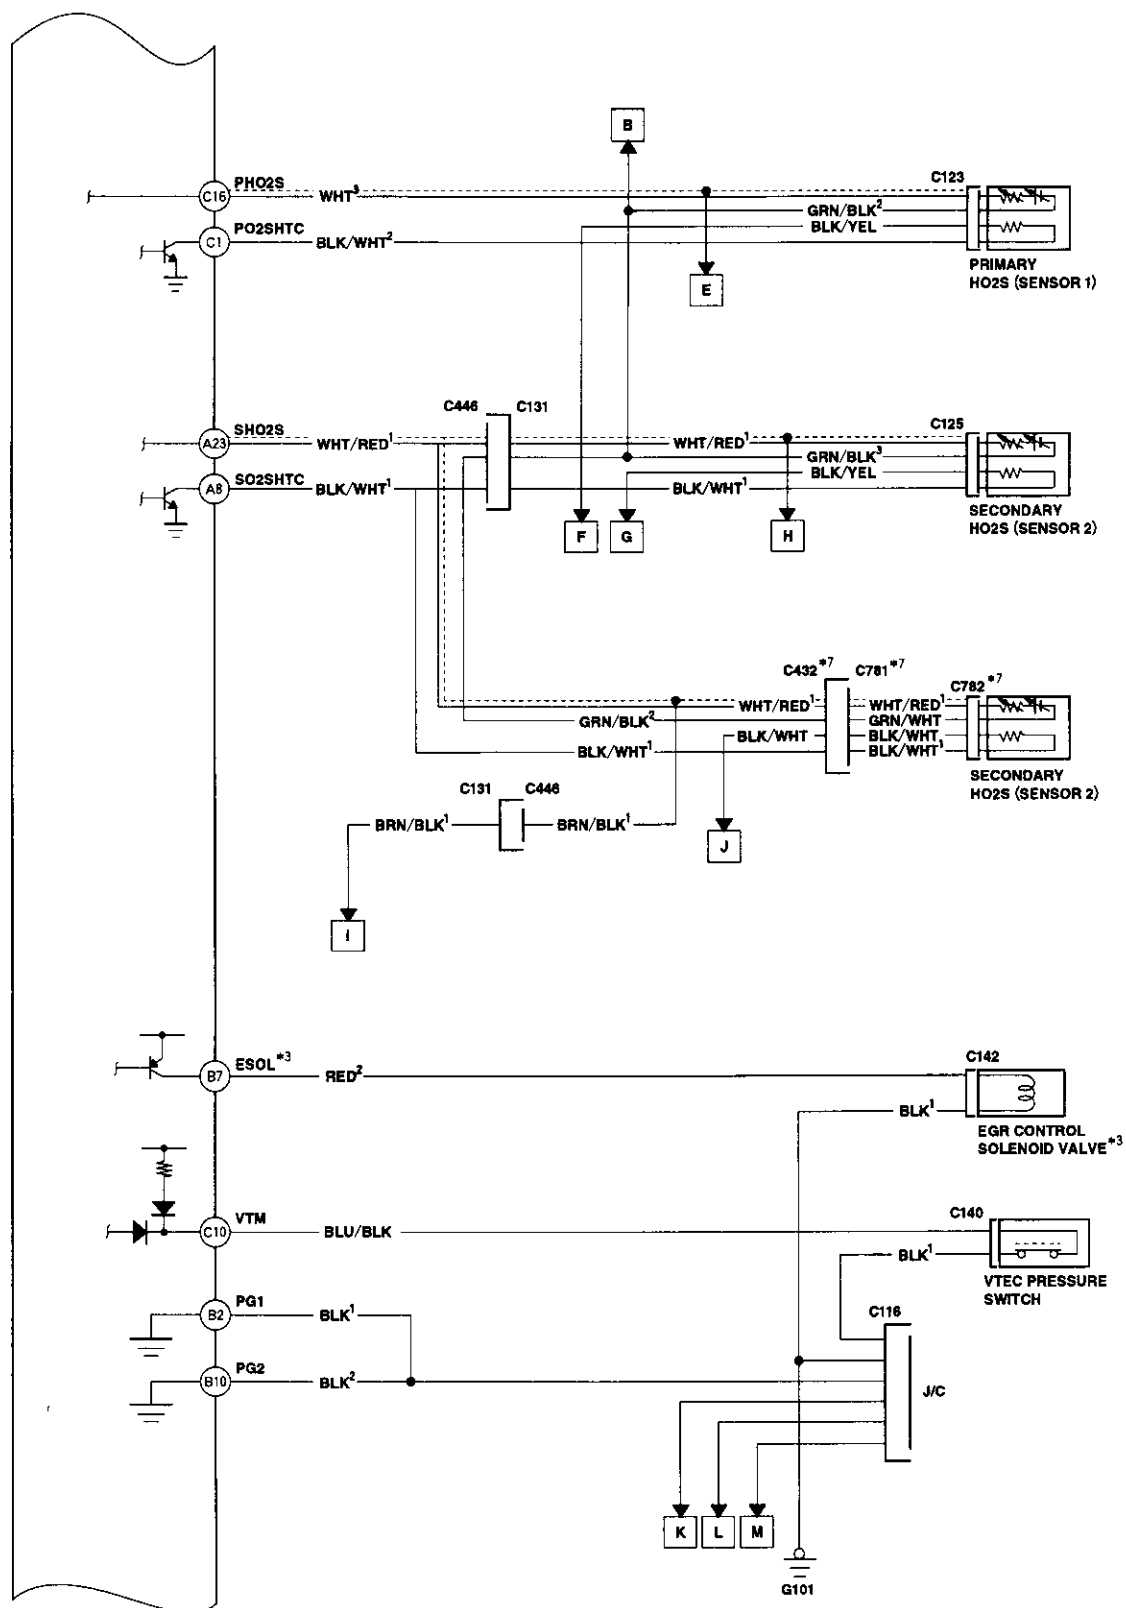 B
C16 PHO2S WHT³ C123
GRN/BLK²
BLK/YEL
C1 PO2SHTC BLK/WHT²
E
PRIMARY
HO2S (SENSOR 1)
C446 C131
A23 SHO2S WHT/RED¹ WHT/RED¹ C125
GRN/BLK³
BLK/YEL
A8 SO2SHTC BLK/WHT¹ BLK/WHT¹
F G H
SECONDARY
HO2S (SENSOR 2)
C432*7 C781*7 C782*7
WHT/RED¹ WHT/RED¹
GRN/BLK² GRN/WHT
BLK/WHT BLK/WHT
BLK/WHT¹ BLK/WHT¹
SECONDARY
HO2S (SENSOR 2)
C131 C446
BRN/BLK¹ BRN/BLK¹
J
I
B7 ESOL*3 RED² C142
BLK¹
EGR CONTROL
SOLENOID VALVE*3
C10 VTM BLU/BLK C140
BLK¹
VTEC PRESSURE
SWITCH
B2 PG1 BLK¹ C116
B10 PG2 BLK²
J/C
K L M
G101